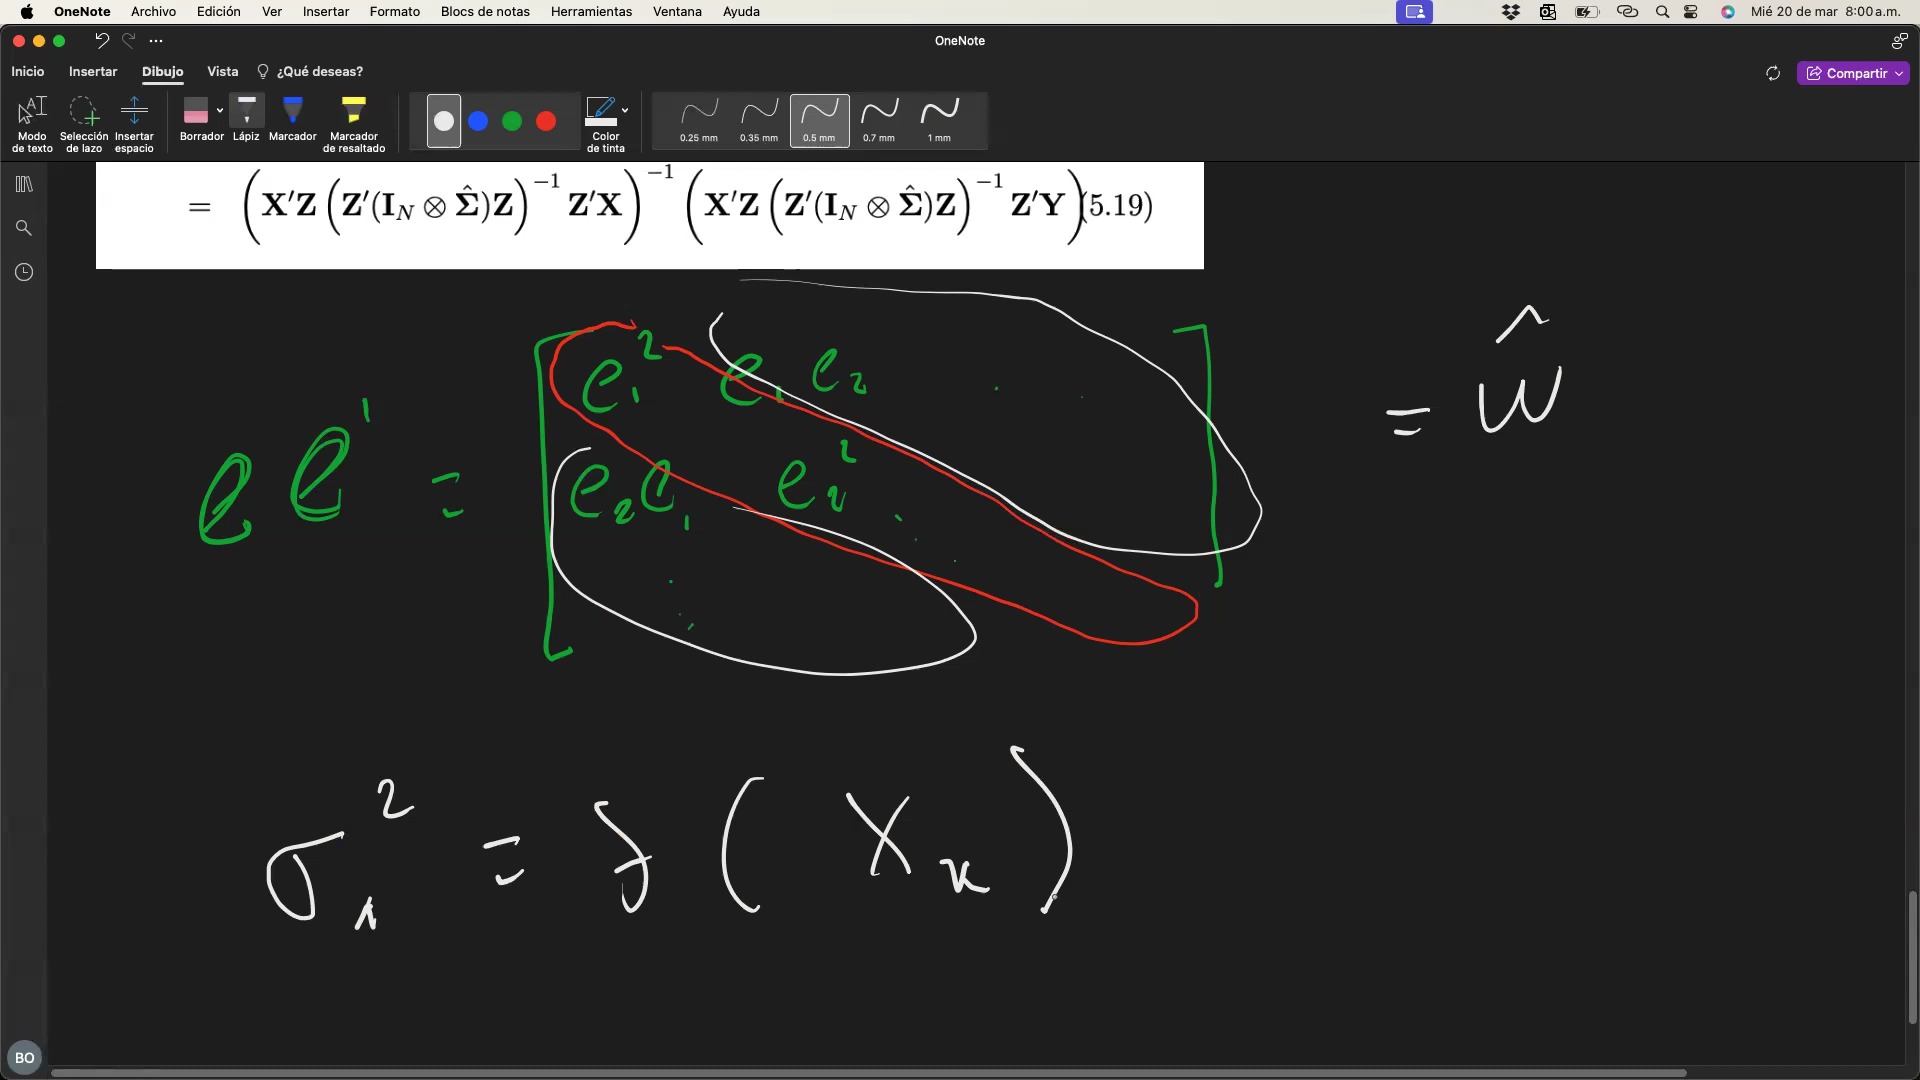 OneNote Archivo Edición Ver Insertar Formato Blocs de notas Herramientas Ventana Ayuda Mié 20 de mar 8:00 a.m.
OneNote
Inicio Insertar Dibujo Vista ¿Qué deseas? Compartir
Modo de texto
Selección de lazo
Insertar espacio
Borrador
Lápiz
Marcador
Marcador de resaltado
Color de tinta
0.25 mm 0.35 mm 0.5 mm 0.7 mm 1 mm
= (X′Z (Z′(I_N ⊗ Σ̂)Z)^−1 Z′X)^−1 (X′Z (Z′(I_N ⊗ Σ̂)Z)^−1 Z′Y) (5.19)
e e' = [ e₁² e₁ e₂ . .
e₂e₁ e₂² . . . ] = Ŵ
σ_i² = f ( X_k )
BO